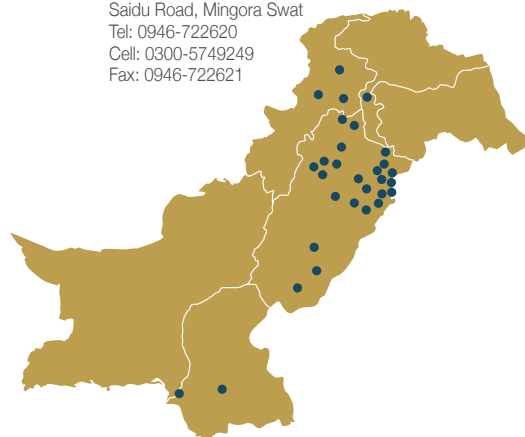 Saidu Road, Mingora Swat
Tel: 0946-722620
Cell: 0300-5749249
Fax: 0946-722621